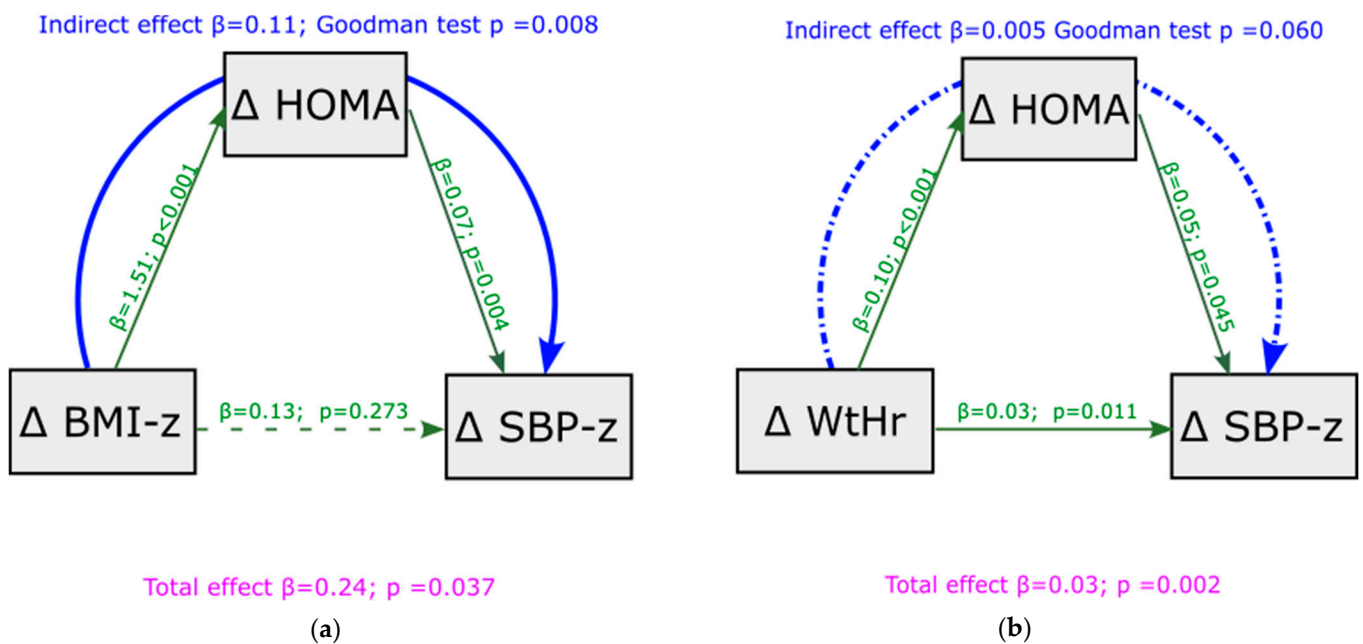 Indirect effect β=0.11; Goodman test p =0.008
Δ HOMA
β=1.51; p<0.001
β=0.07; p=0.004
Δ BMI-z
β=0.13; p=0.273
Δ SBP-z
Total effect β=0.24; p =0.037
(a)
Indirect effect β=0.005 Goodman test p =0.060
Δ HOMA
β=0.10; p<0.001
β=0.05; p=0.045
Δ WtHr
β=0.03; p=0.011
Δ SBP-z
Total effect β=0.03; p =0.002
(b)